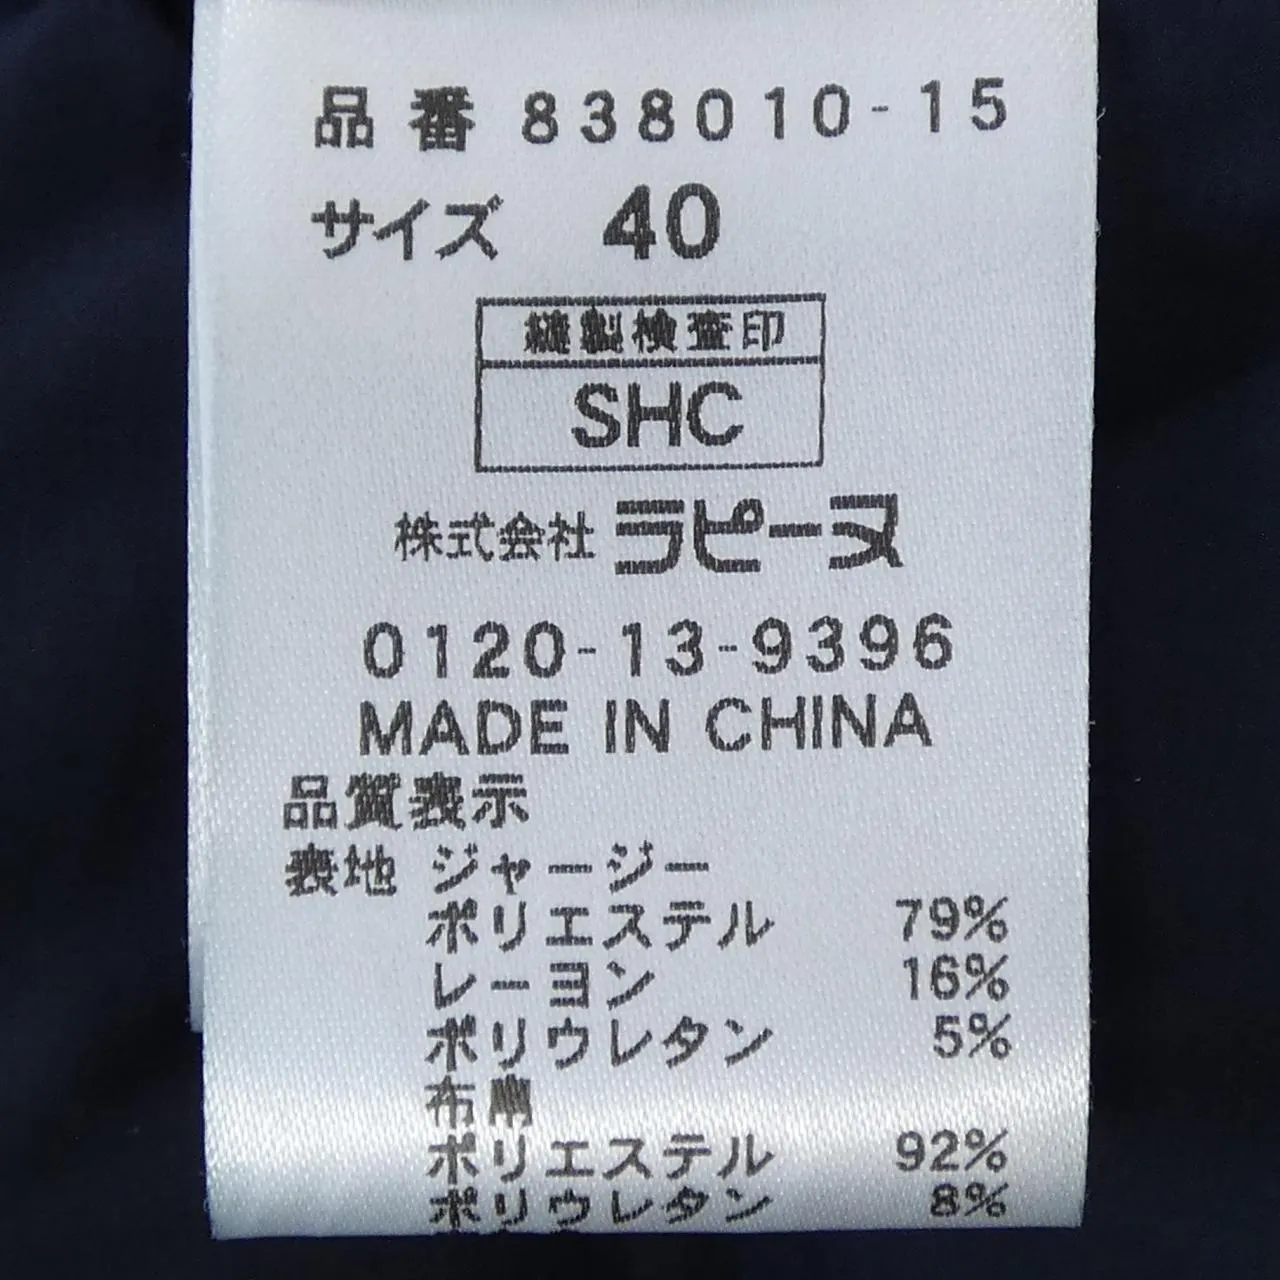 品番 838010-15
サイズ 40
縫製検査印
SHC
株式会社 ラピーヌ
0120-13-9396
MADE IN CHINA
品質表示
表地 ジャージー
ポリエステル 79%
レーヨン 16%
ポリウレタン 5%
布帛
ポリエステル 92%
ポリウレタン 8%